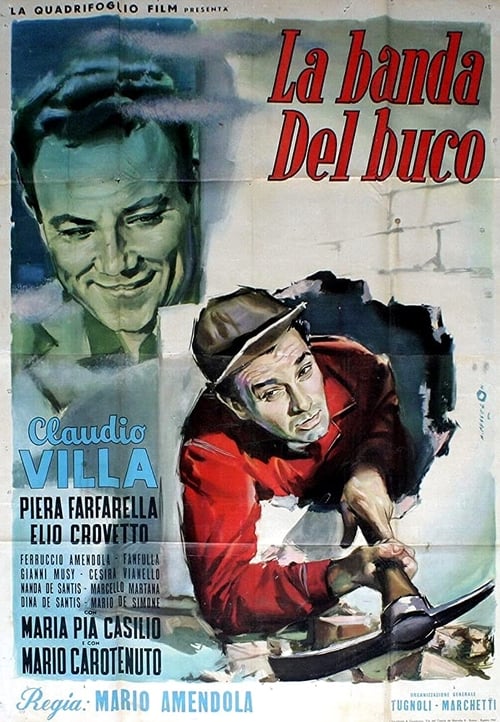 LA QUADRIFOGLIO FILM PRESENTA
La banda
Del buco
Claudio
VILLA
PIERA FARFARELLA
ELIO CROVETTO
FERRUCCIO AMENDOLA - FANFULLA
GIANNI MUSY - CESIRA VIANELLO
NANDA DE SANTIS - MARCELLO MARTANA
DINA DE SANTIS - MARIO DE SIMONE
CON
MARIA PIA CASILIO
E CON
MARIO CAROTENUTO
Regia: MARIO AMENDOLA
ORGANIZZAZIONE GENERALE
TUGNOLI - MARCHETTI